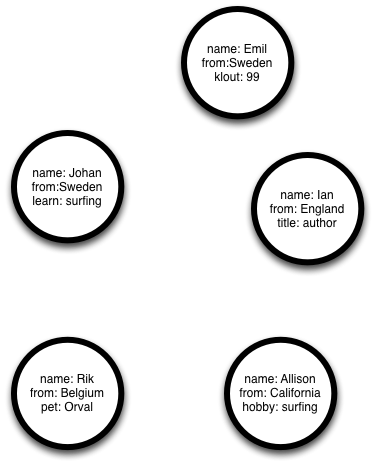 name: Emil
from:Sweden
klout: 99
name: Johan
from:Sweden
learn: surfing
name: Ian
from: England
title: author
name: Rik
from: Belgium
pet: Orval
name: Allison
from: California
hobby: surfing